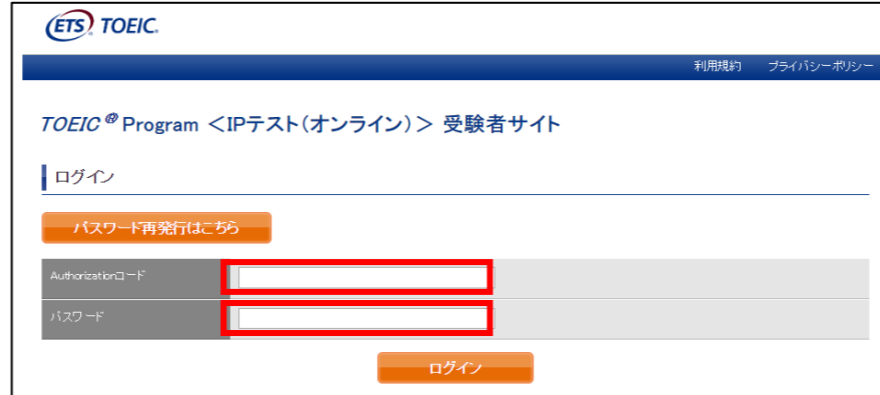 ETS TOEIC.
利用規約 プライバシーポリシー
TOEIC® Program <IPテスト(オンライン)> 受験者サイト
ログイン
パスワード再発行はこちら
Authorizationコード
パスワード
ログイン